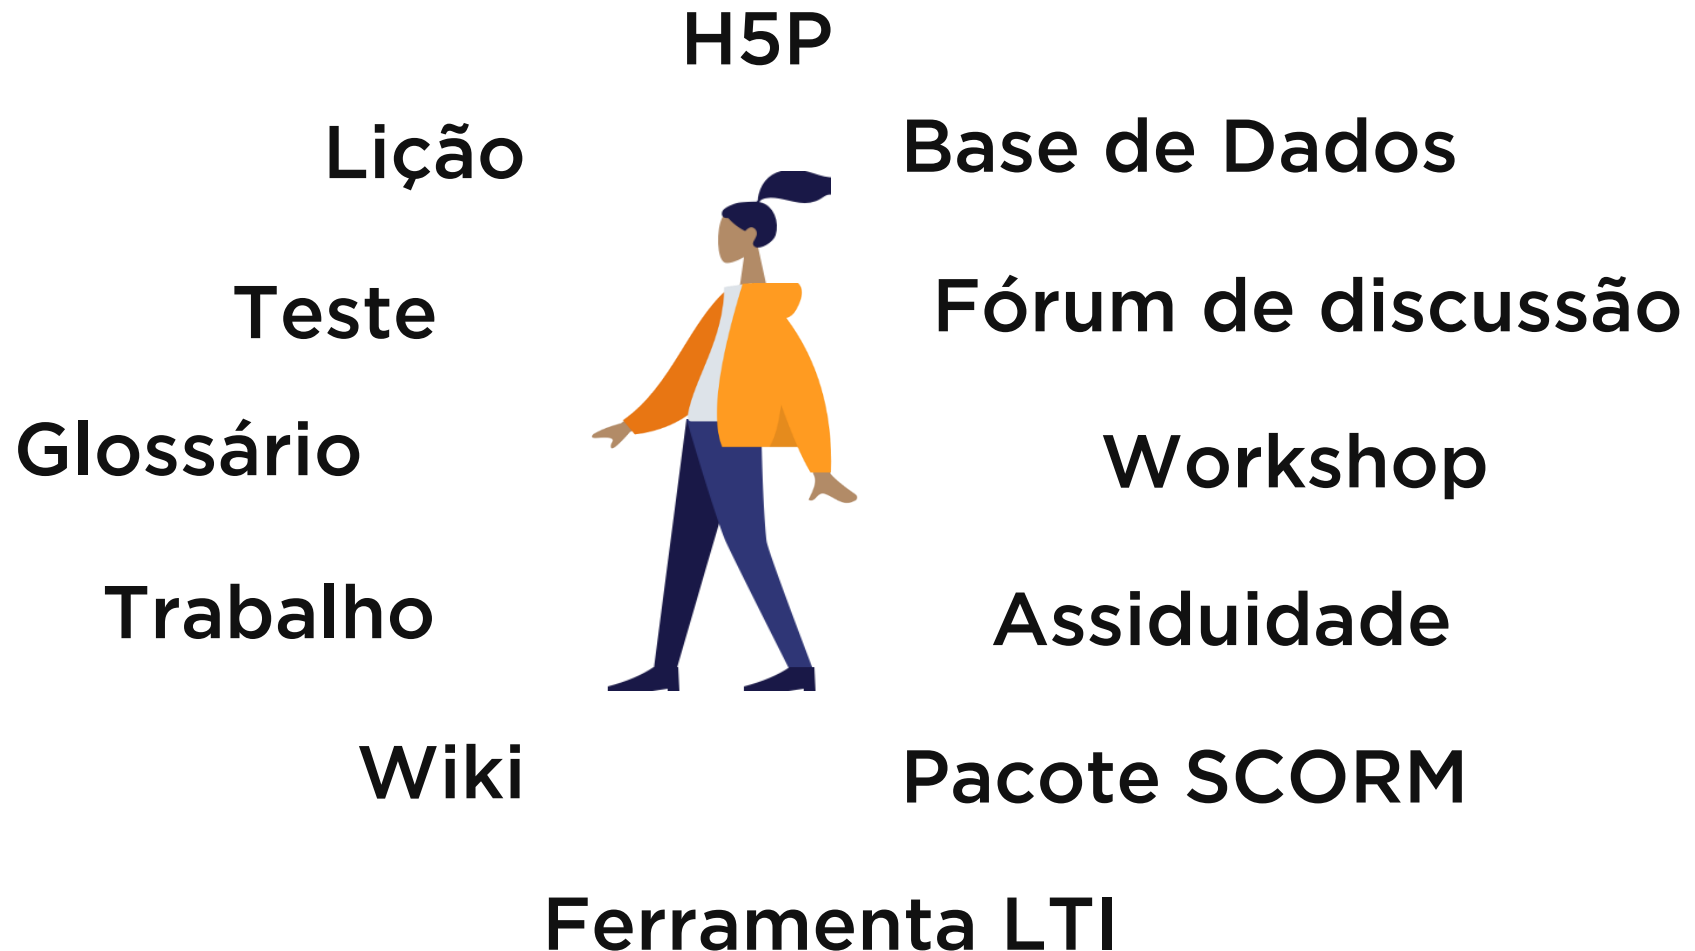 H5P
Lição
Base de Dados
Teste
Fórum de discussão
Glossário
Workshop
Trabalho
Assiduidade
Wiki
Pacote SCORM
Ferramenta LTI